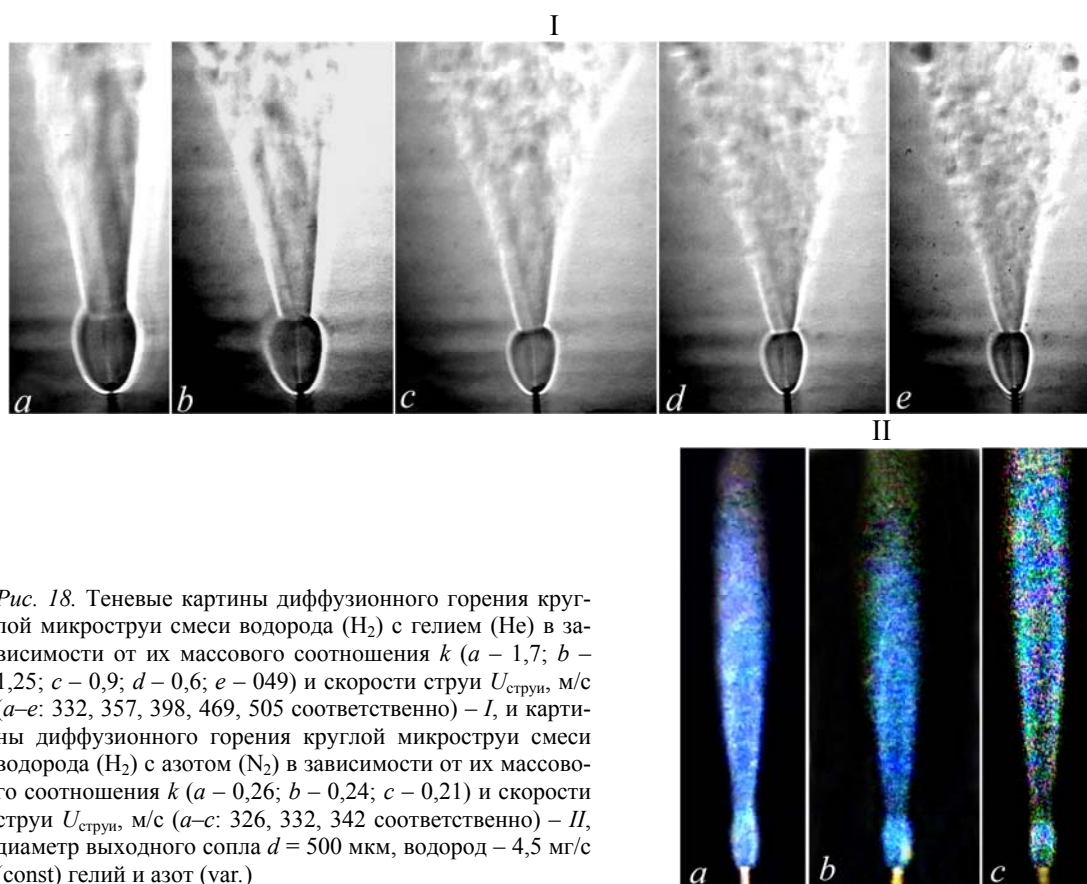 I
a b c d e
II
a b c
Рис. 18. Теневые картины диффузионного горения круг-
лой микроструи смеси водорода (H₂) с гелием (He) в за-
висимости от их массового соотношения k (a – 1,7; b –
1,25; c – 0,9; d – 0,6; e – 049) и скорости струи Uструи, м/с
(a–e: 332, 357, 398, 469, 505 соответственно) – I, и карти-
ны диффузионного горения круглой микроструи смеси
водорода (H₂) с азотом (N₂) в зависимости от их массово-
го соотношения k (a – 0,26; b – 0,24; c – 0,21) и скорости
струи Uструи, м/с (a–c: 326, 332, 342 соответственно) – II,
диаметр выходного сопла d = 500 мкм, водород – 4,5 мг/с
(const) гелий и азот (var.)